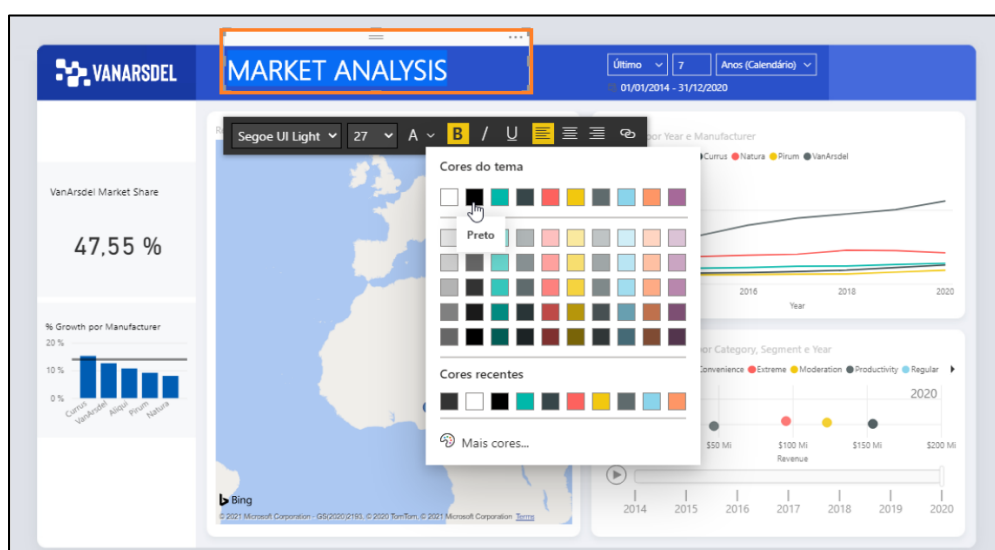 VANARSDEL
MARKET ANALYSIS
Último
7
Anos (Calendário)
01/01/2014 - 31/12/2020
VanArsdel Market Share
47,55 %
% Growth por Manufacturer
20 %
10 %
0 %
Currus
VanArsdel
Aliqui
Pirum
Natura
Segoe UI Light
27
A
B
/
U
Cores do tema
Preto
Cores recentes
Mais cores...
Bing
© 2021 Microsoft Corporation - GS(2020)2193, © 2020 TomTom, © 2021 Microsoft Corporation Terms
por Year e Manufacturer
Currus Natura Pirum VanArsdel
2016 2018 2020
Year
por Category, Segment e Year
Convenience Extreme Moderation Productivity Regular
2020
$50 Mi $100 Mi $150 Mi $200 Mi
Revenue
2014 2015 2016 2017 2018 2019 2020